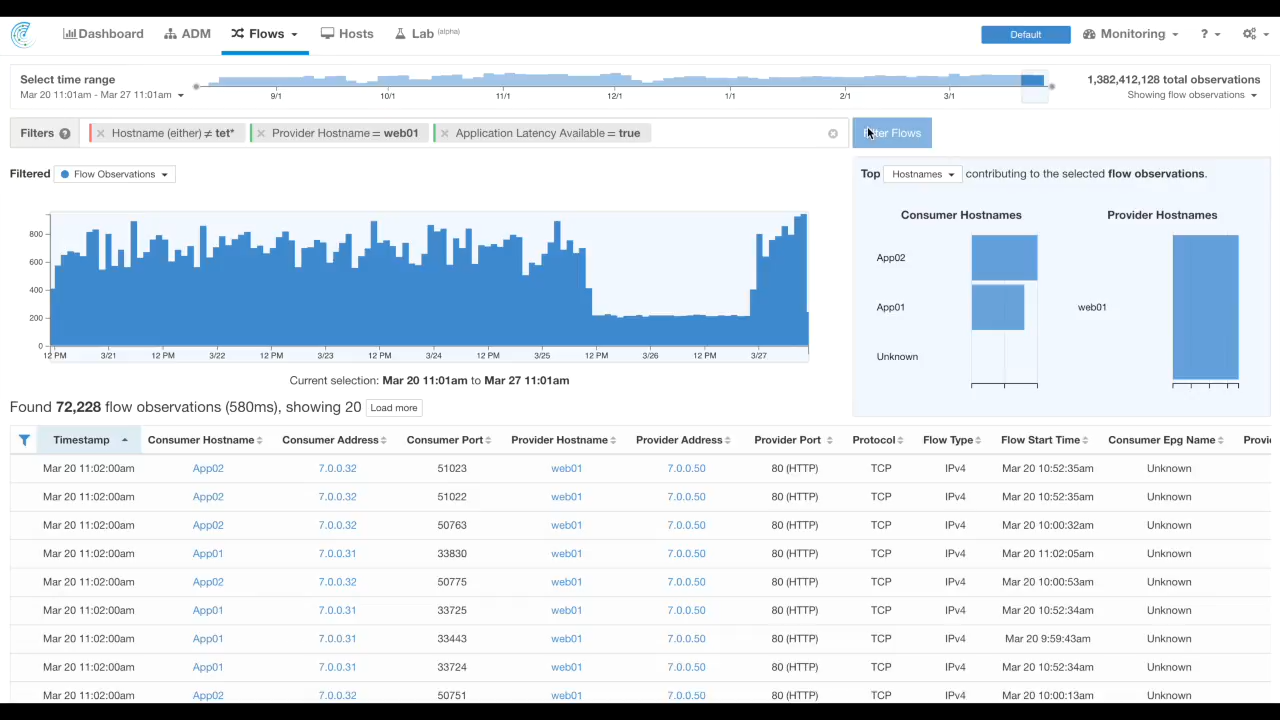 Dashboard ADM Flows Hosts Lab (alpha) Default Monitoring ?
Select time range
Mar 20 11:01am - Mar 27 11:01am
9/1 10/1 11/1 12/1 1/1 2/1 3/1
1,382,412,128 total observations
Showing flow observations
Filters ? × Hostname (either) ≠ tet* × Provider Hostname = web01 × Application Latency Available = true Filter Flows
Filtered Flow Observations
800
600
400
200
0
12 PM 3/21 12 PM 3/22 12 PM 3/23 12 PM 3/24 12 PM 3/25 12 PM 3/26 12 PM 3/27
Current selection: Mar 20 11:01am to Mar 27 11:01am
Top Hostnames contributing to the selected flow observations.
Consumer Hostnames Provider Hostnames
App02
App01 web01
Unknown
Found 72,228 flow observations (580ms), showing 20 Load more
Timestamp Consumer Hostname Consumer Address Consumer Port Provider Hostname Provider Address Provider Port Protocol Flow Type Flow Start Time Consumer Epg Name Provi
Mar 20 11:02:00am App02 7.0.0.32 51023 web01 7.0.0.50 80 (HTTP) TCP IPv4 Mar 20 10:52:35am Unknown
Mar 20 11:02:00am App02 7.0.0.32 51022 web01 7.0.0.50 80 (HTTP) TCP IPv4 Mar 20 10:52:35am Unknown
Mar 20 11:02:00am App02 7.0.0.32 50763 web01 7.0.0.50 80 (HTTP) TCP IPv4 Mar 20 10:00:32am Unknown
Mar 20 11:02:00am App01 7.0.0.31 33830 web01 7.0.0.50 80 (HTTP) TCP IPv4 Mar 20 11:02:05am Unknown
Mar 20 11:02:00am App02 7.0.0.32 50775 web01 7.0.0.50 80 (HTTP) TCP IPv4 Mar 20 10:00:53am Unknown
Mar 20 11:02:00am App01 7.0.0.31 33725 web01 7.0.0.50 80 (HTTP) TCP IPv4 Mar 20 10:52:34am Unknown
Mar 20 11:02:00am App01 7.0.0.31 33443 web01 7.0.0.50 80 (HTTP) TCP IPv4 Mar 20 9:59:43am Unknown
Mar 20 11:02:00am App01 7.0.0.31 33724 web01 7.0.0.50 80 (HTTP) TCP IPv4 Mar 20 10:52:34am Unknown
Mar 20 11:02:00am App02 7.0.0.32 50751 web01 7.0.0.50 80 (HTTP) TCP IPv4 Mar 20 10:00:13am Unknown